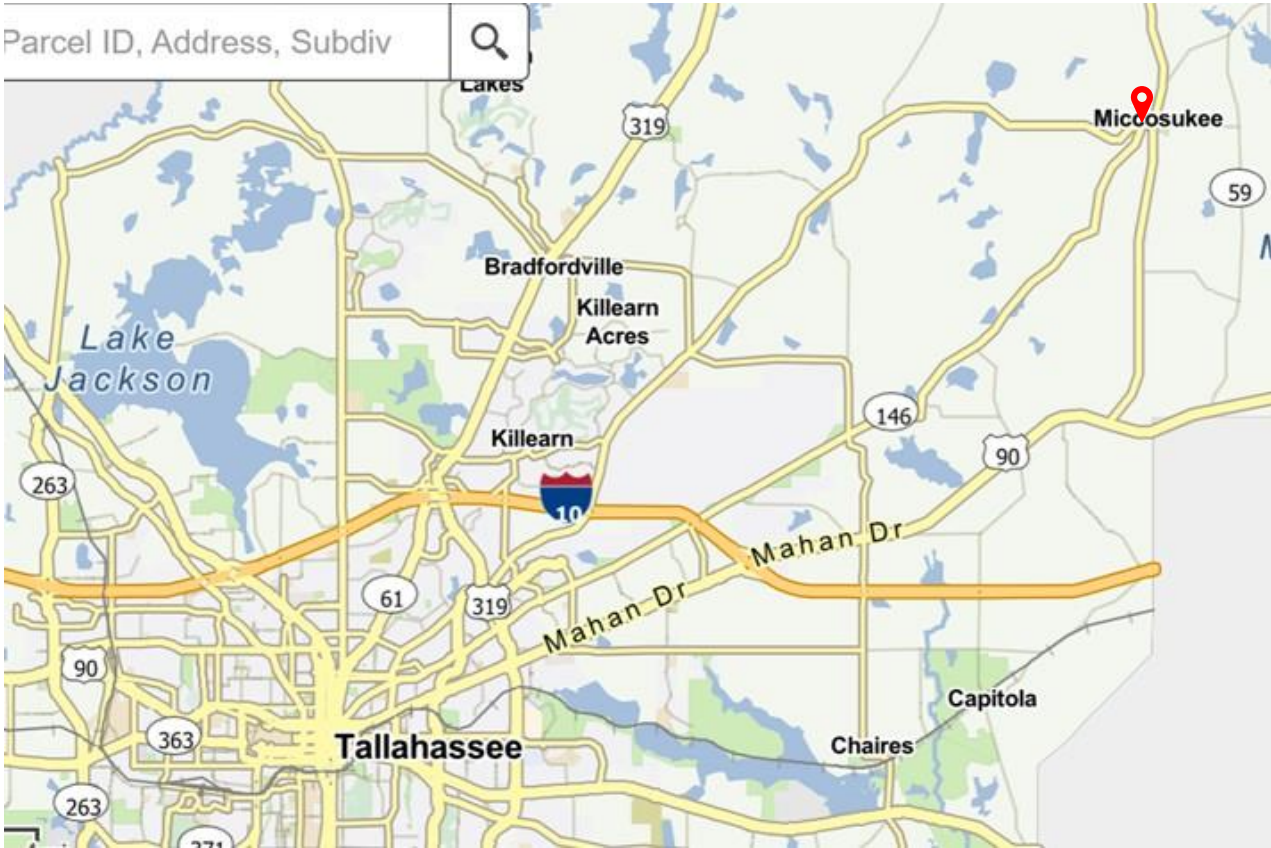 Parcel ID, Address, Subdiv
Lakes
319
Miccosukee
59
Bradfordville
Killearn
Acres
Lake
Jackson
146
Killearn
90
263
10
Mahan Dr
61
319
Mahan Dr
90
Capitola
363
Tallahassee
Chaires
263
371